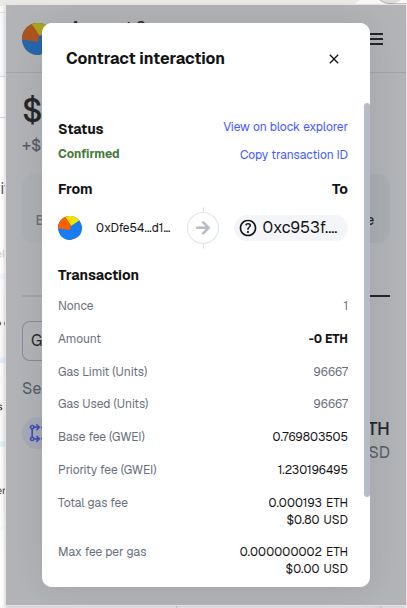 Contract interaction
$
+$
Status
View on block explorer
Confirmed
Copy transaction ID
From
To
0xDfe54...d1...
0xc953f....
Transaction
Nonce
1
Amount
-0 ETH
Gas Limit (Units)
96667
Gas Used (Units)
96667
Base fee (GWEI)
0.769803505
Priority fee (GWEI)
1.230196495
Total gas fee
0.000193 ETH
$0.80 USD
Max fee per gas
0.000000002 ETH
$0.00 USD
G
Se
TH
SD